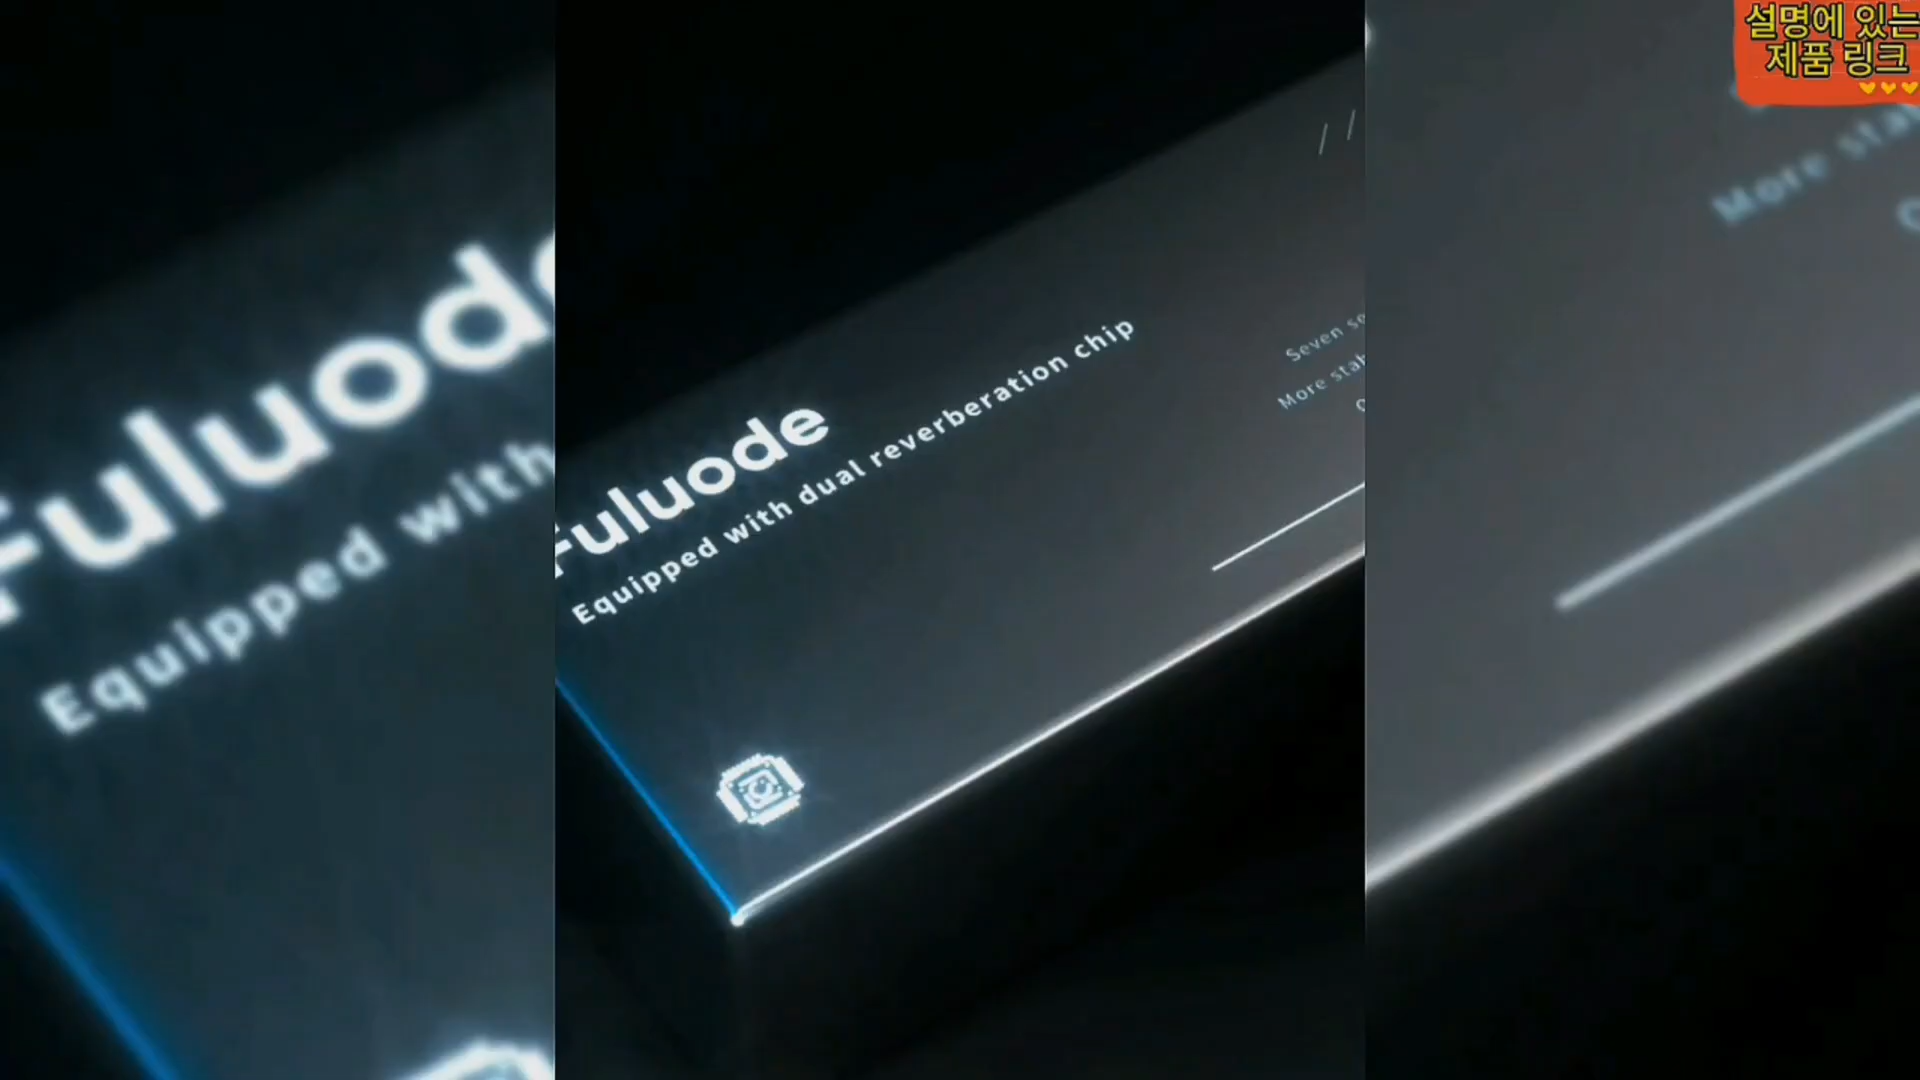 설명에 있는
제품 링크
Fuluode
Equipped with dual reverberation chip
Seven
More
Fuluode
Equipped with
More